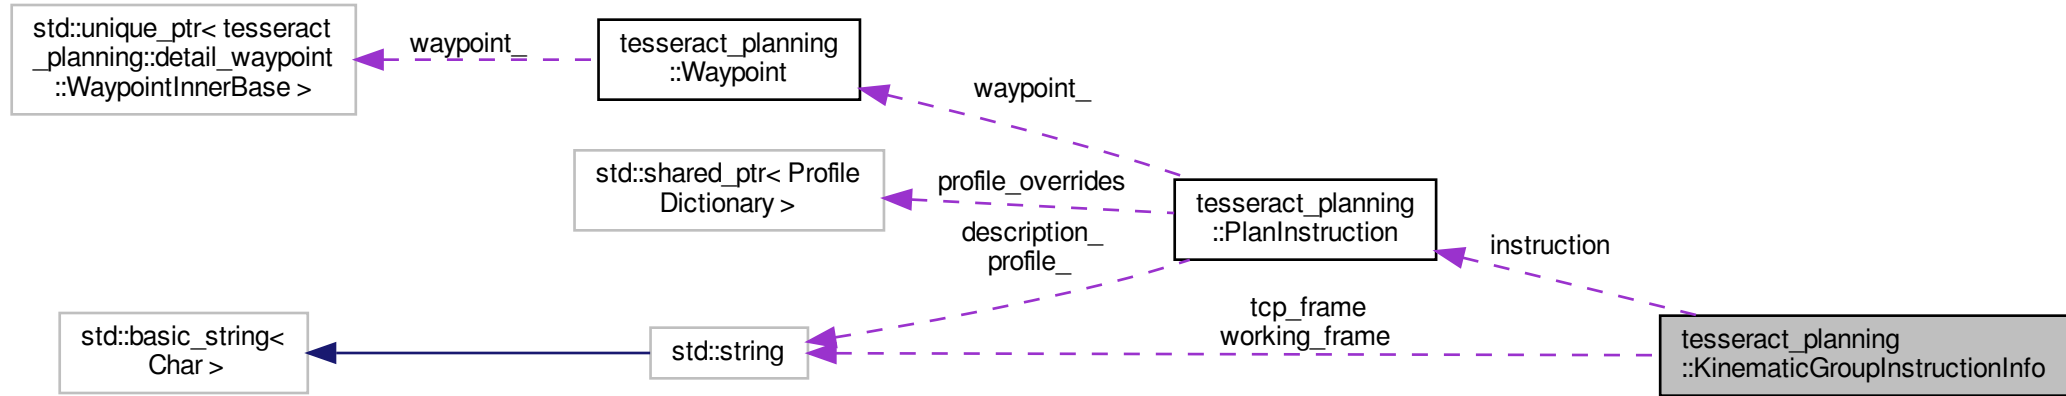 std::unique_ptr< tesseract
_planning::detail_waypoint
::WaypointInnerBase >
waypoint_
tesseract_planning
::Waypoint
waypoint_
std::shared_ptr< Profile
Dictionary >
profile_overrides
description_
profile_
tesseract_planning
::PlanInstruction
instruction
std::basic_string<
Char >
std::string
tcp_frame
working_frame
tesseract_planning
::KinematicGroupInstructionInfo